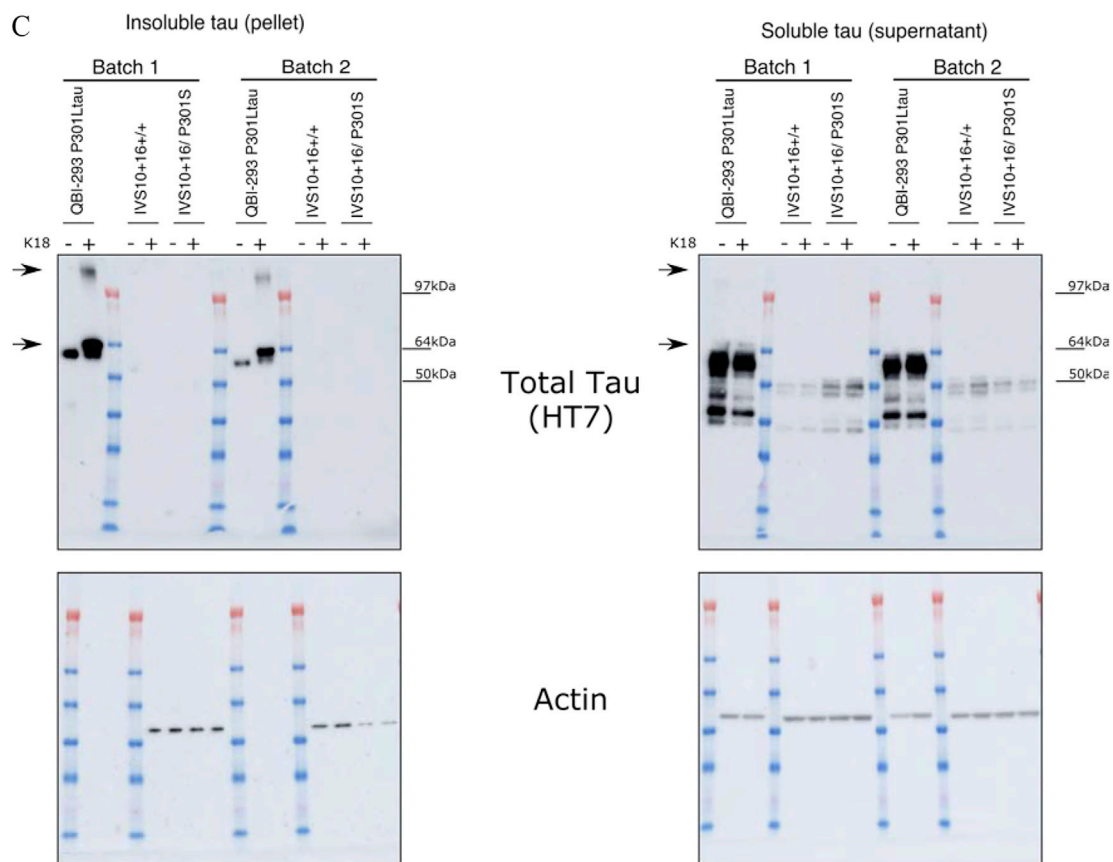 C
Insoluble tau (pellet)
Batch 1
Batch 2
QBI-293 P301Ltau
IVS10+16+/+
IVS10+16/ P301S
QBI-293 P301Ltau
IVS10+16+/+
IVS10+16/ P301S
K18 - + - + - + - + - + - +
97kDa
64kDa
50kDa
Soluble tau (supernatant)
Batch 1
Batch 2
QBI-293 P301Ltau
IVS10+16+/+
IVS10+16/ P301S
QBI-293 P301Ltau
IVS10+16+/+
IVS10+16/ P301S
K18 - + - + - + - + - + - +
97kDa
64kDa
50kDa
Total Tau
(HT7)
Actin